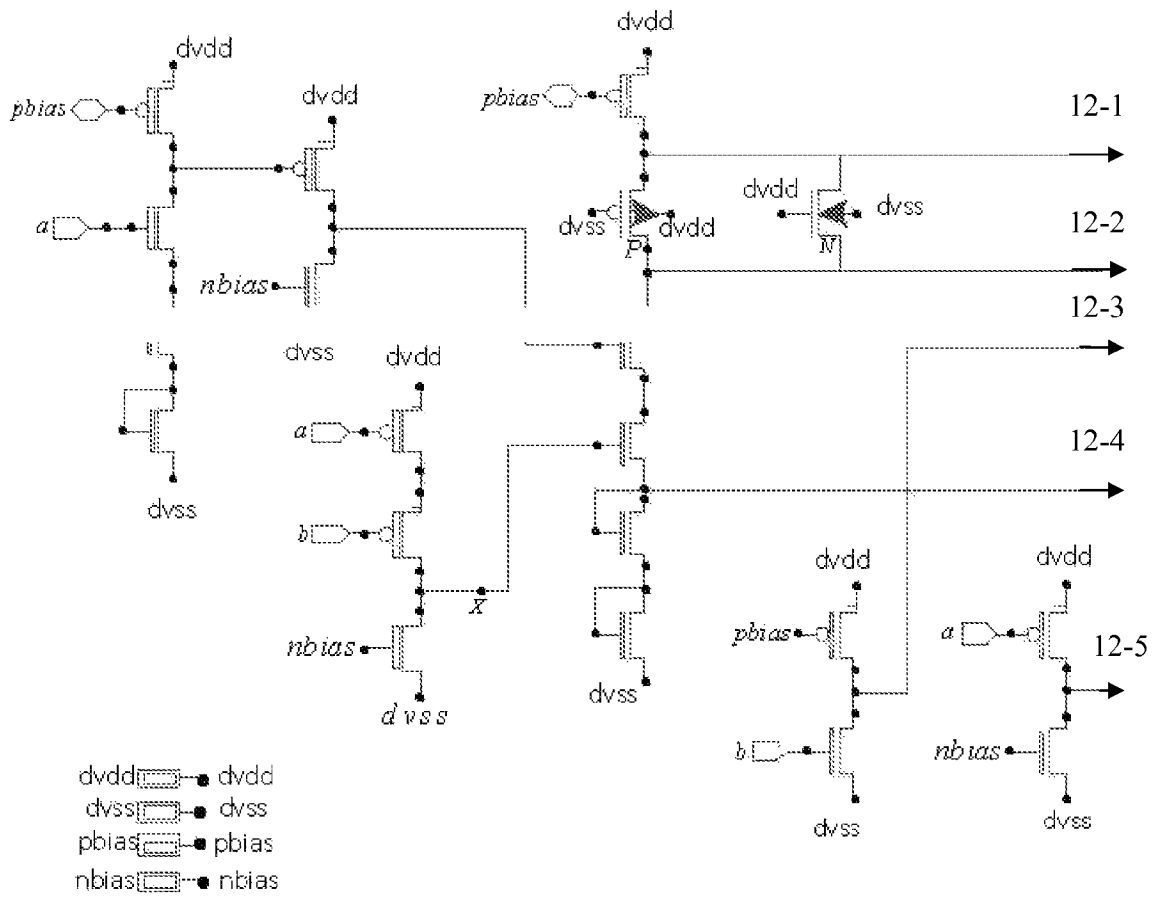 dvdd
dvdd
pbias
dvdd
pbias
12-1
a
dvss
dvdd
P
dvdd
dvss
N
12-2
nbias
12-3
dvss
dvdd
a
12-4
dvss
b
X
nbias
dvss
dvss
dvdd
pbias
b
dvss
dvdd
a
12-5
nbias
dvss
dvdd dvdd
dvss dvss
pbias pbias
nbias nbias